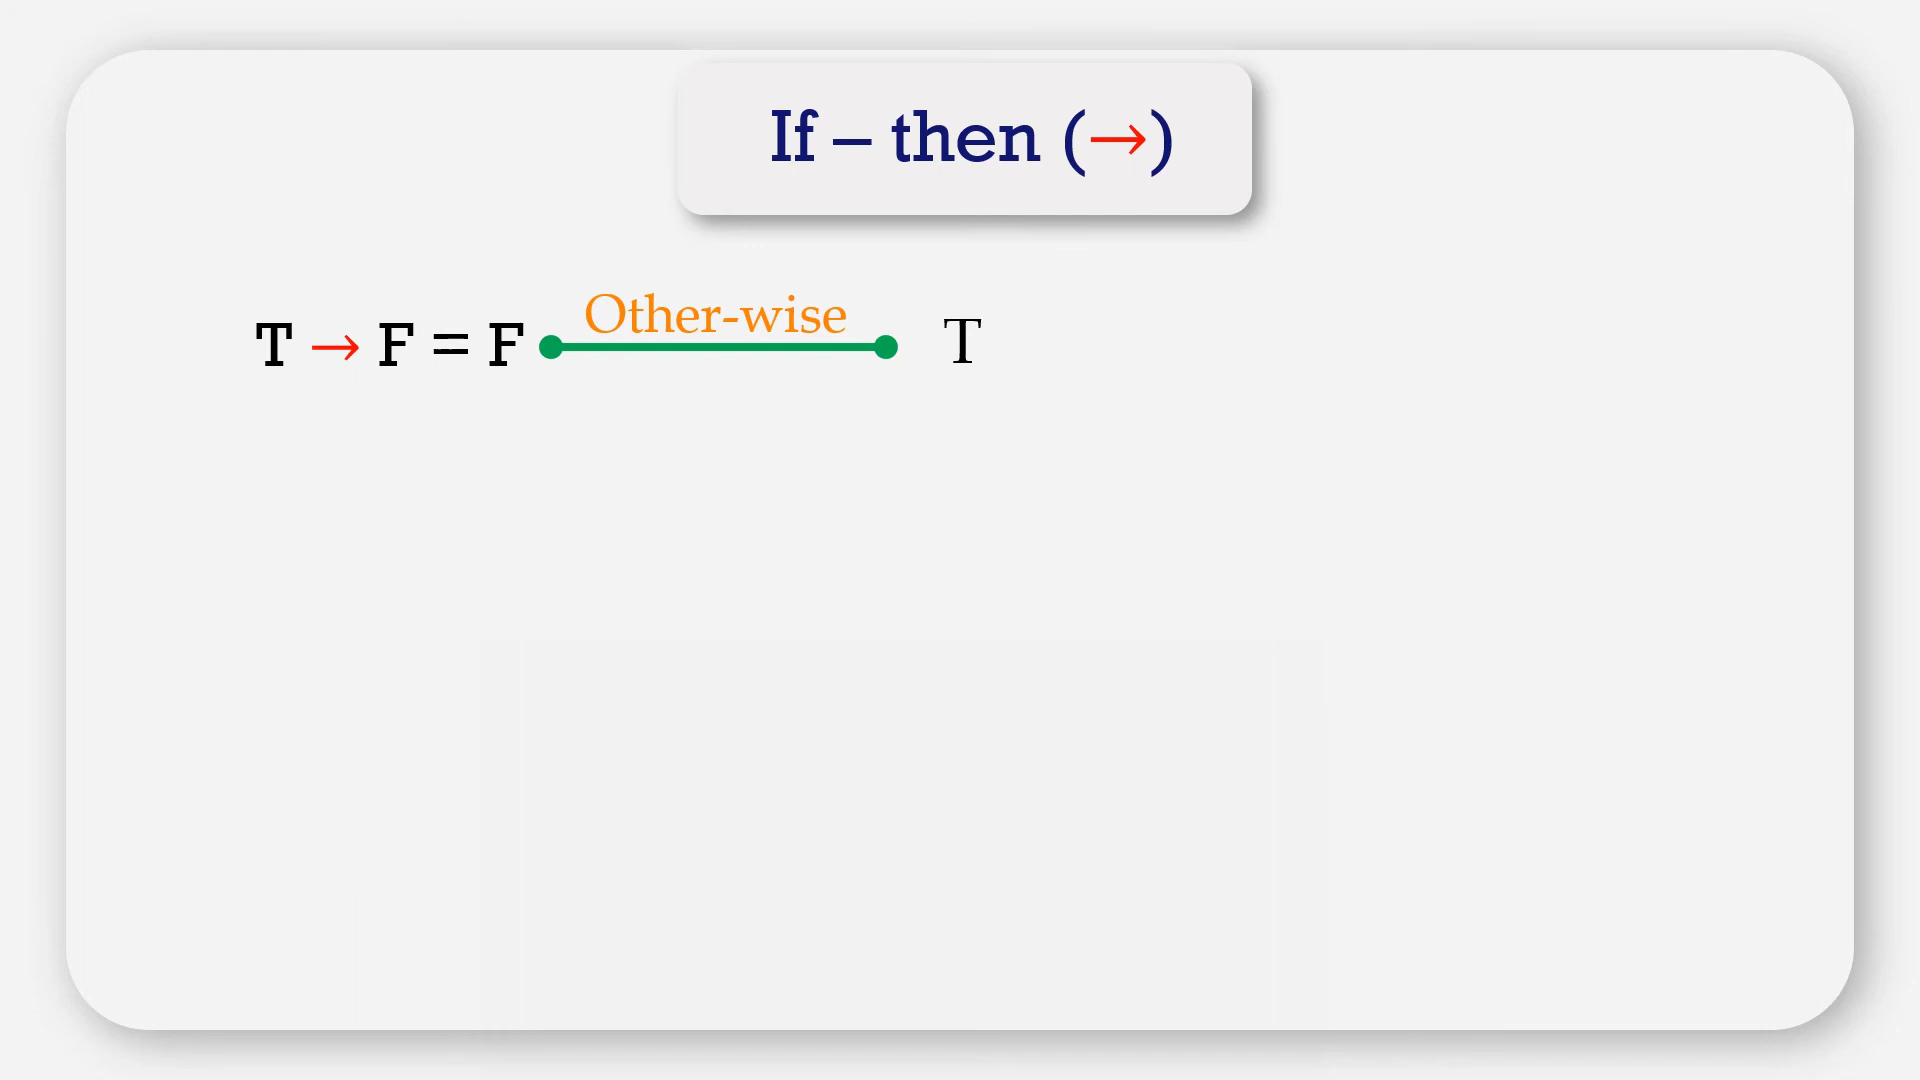 If – then (→)
T → F = F Other-wise T